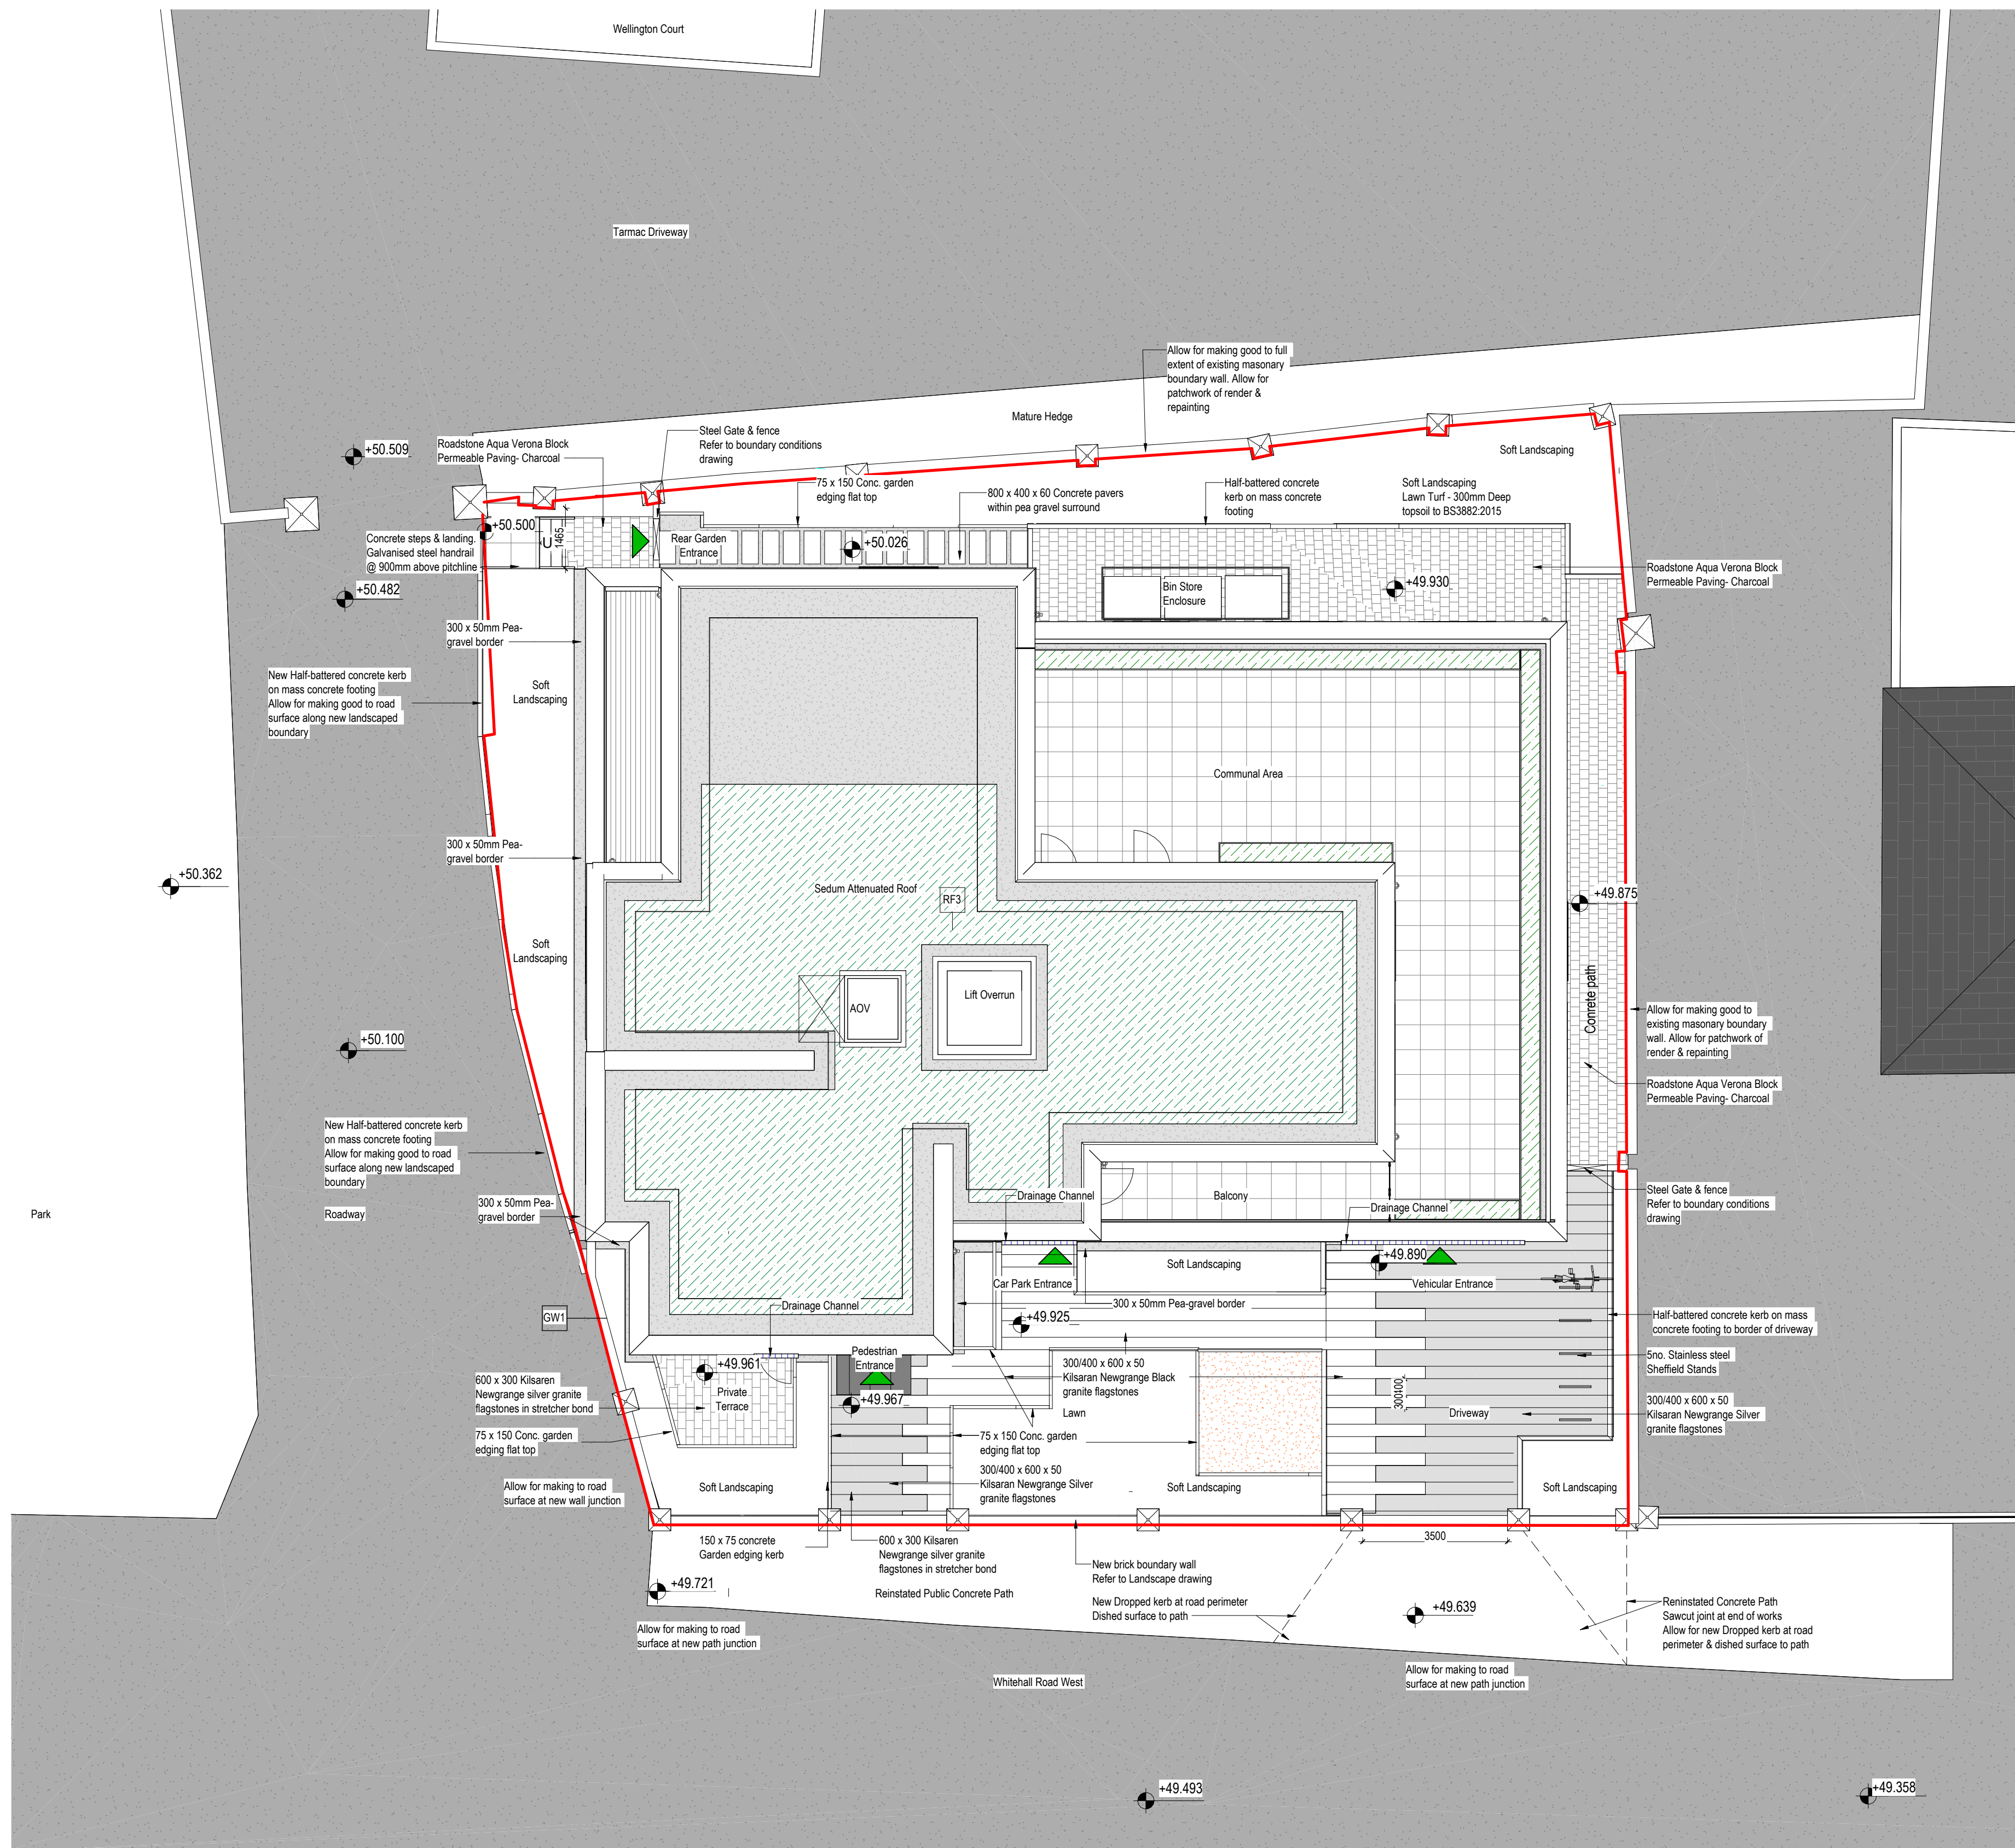 Wellington Court
Tarmac Driveway
Allow for making good to full
extent of existing masonary
boundary wall. Allow for
patchwork of render &
repainting
Mature Hedge
Steel Gate & fence
Refer to boundary conditions
drawing
Roadstone Aqua Verona Block
Permeable Paving- Charcoal
+50.509
Soft Landscaping
75 x 150 Conc. garden
edging flat top
800 x 400 x 60 Concrete pavers
within pea gravel surround
Half-battered concrete
kerb on mass concrete
footing
Soft Landscaping
Lawn Turf - 300mm Deep
topsoil to BS3882:2015
+50.500
U
1465
Concrete steps & landing.
Galvanised steel handrail
@ 900mm above pitchline
Rear Garden
Entrance
+50.026
Roadstone Aqua Verona Block
Permeable Paving- Charcoal
+50.482
Bin Store
Enclosure
+49.930
300 x 50mm Pea-
gravel border
New Half-battered concrete kerb
on mass concrete footing
Allow for making good to road
surface along new landscaped
boundary
Soft
Landscaping
Communal Area
300 x 50mm Pea-
gravel border
+50.362
Sedum Attenuated Roof
RF3
+49.875
Soft
Landscaping
Lift Overrun
AOV
Conrete path
Allow for making good to
existing masonary boundary
wall. Allow for patchwork of
render & repainting
+50.100
Roadstone Aqua Verona Block
Permeable Paving- Charcoal
New Half-battered concrete kerb
on mass concrete footing
Allow for making good to road
surface along new landscaped
boundary
300 x 50mm Pea-
gravel border
Drainage Channel
Balcony
Drainage Channel
Steel Gate & fence
Refer to boundary conditions
drawing
Park
Roadway
+49.890
Soft Landscaping
Car Park Entrance
Vehicular Entrance
Drainage Channel
300 x 50mm Pea-gravel border
GW1
+49.925
Half-battered concrete kerb on mass
concrete footing to border of driveway
Pedestrian
Entrance
+49.961
Private
Terrace
300/400 x 600 x 50
Kilsaran Newgrange Black
granite flagstones
5no. Stainless steel
Sheffield Stands
600 x 300 Kilsaren
Newgrange silver granite
flagstones in stretcher bond
+49.967
300
400
Lawn
Driveway
300/400 x 600 x 50
Kilsaran Newgrange Silver
granite flagstones
75 x 150 Conc. garden
edging flat top
75 x 150 Conc. garden
edging flat top
300/400 x 600 x 50
Kilsaran Newgrange Silver
granite flagstones
Allow for making to road
surface at new wall junction
Soft Landscaping
Soft Landscaping
Soft Landscaping
3500
150 x 75 concrete
Garden edging kerb
600 x 300 Kilsaren
Newgrange silver granite
flagstones in stretcher bond
New brick boundary wall
Refer to Landscape drawing
+49.721
Reinstated Public Concrete Path
New Dropped kerb at road perimeter
Dished surface to path
+49.639
Reninstated Concrete Path
Sawcut joint at end of works
Allow for new Dropped kerb at road
perimeter & dished surface to path
Allow for making to road
surface at new path junction
Allow for making to road
surface at new path junction
Whitehall Road West
+49.493
+49.358